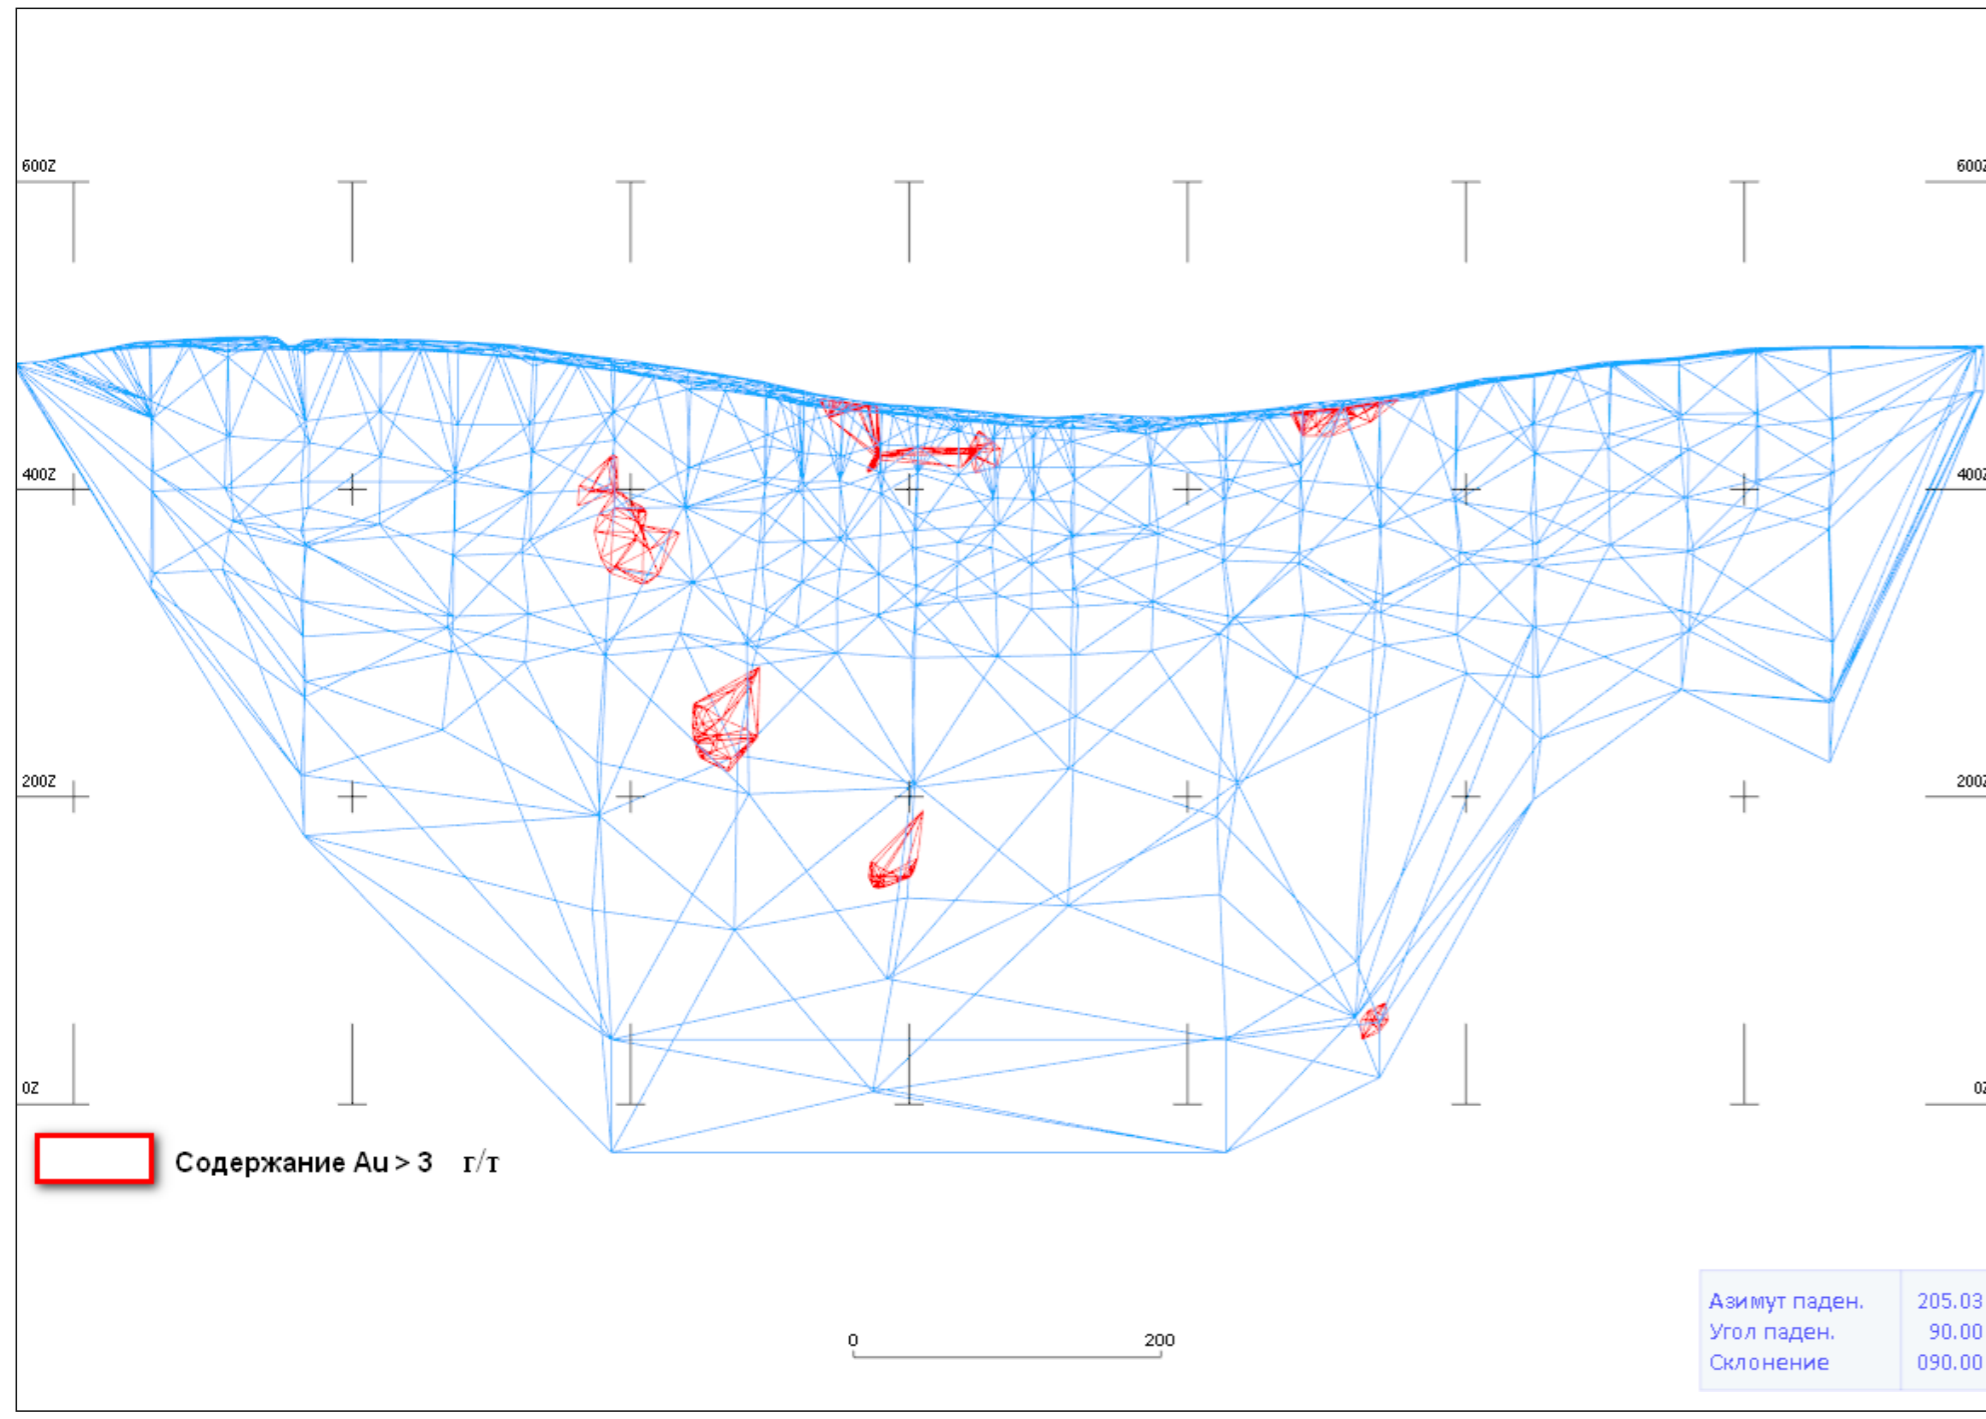 600Z 600Z
400Z 400Z
200Z 200Z
0Z 0Z
Содержание Au > 3 г/т
0 200
Азимут паден. 205.03
Угол паден. 90.00
Склонение 090.00